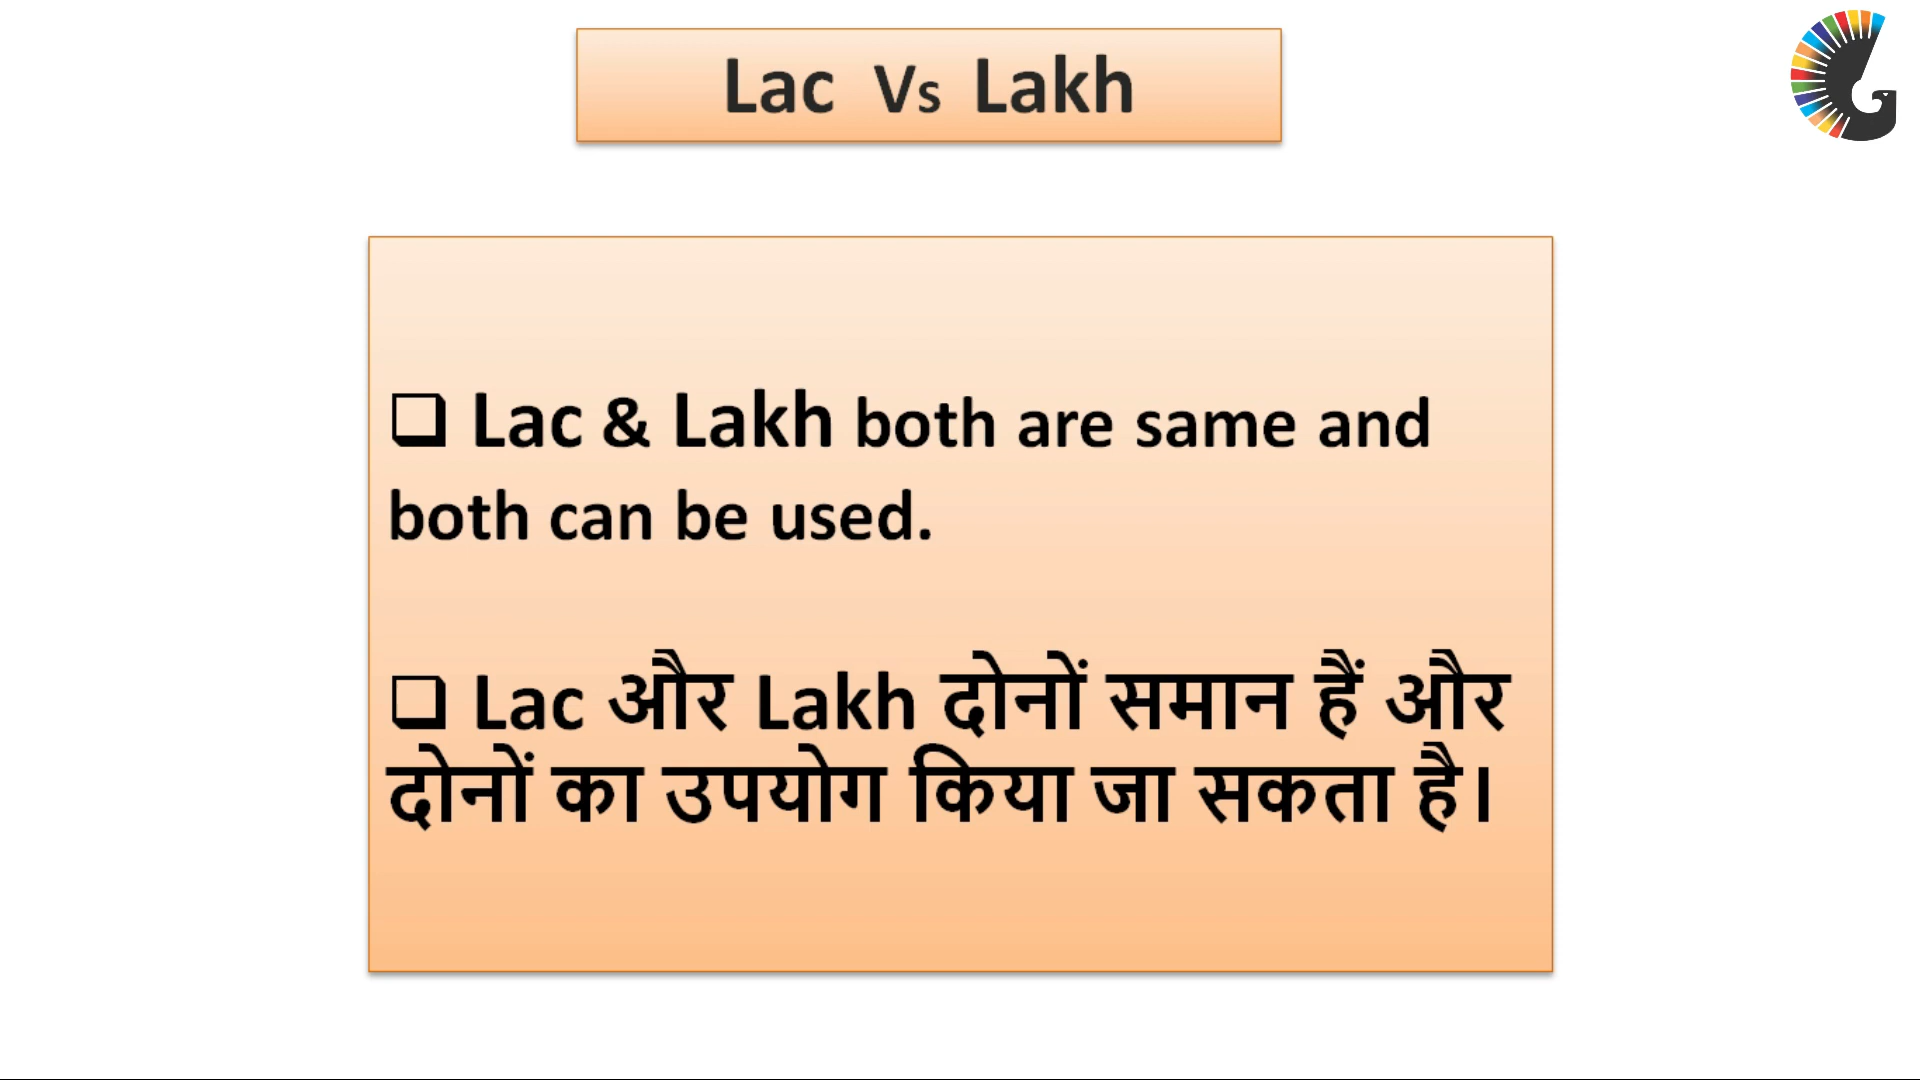 Lac Vs Lakh
❑ Lac & Lakh both are same and
both can be used.
❑ Lac और Lakh दोनों समान हैं और
दोनों का उपयोग किया जा सकता है।